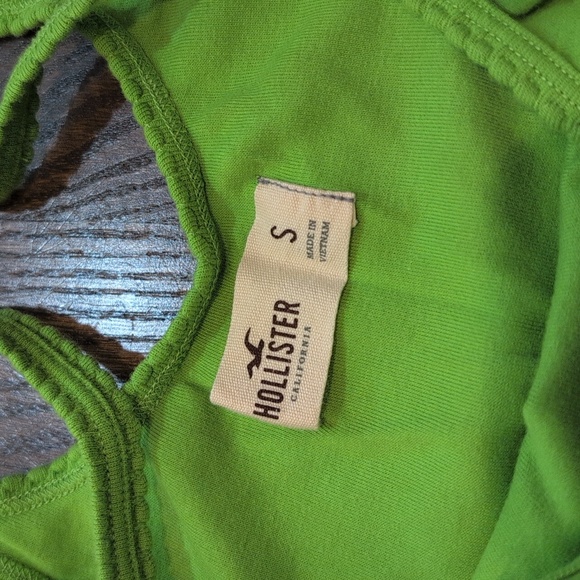 HOLLISTER
CALIFORNIA
S
MADE IN
VIETNAM